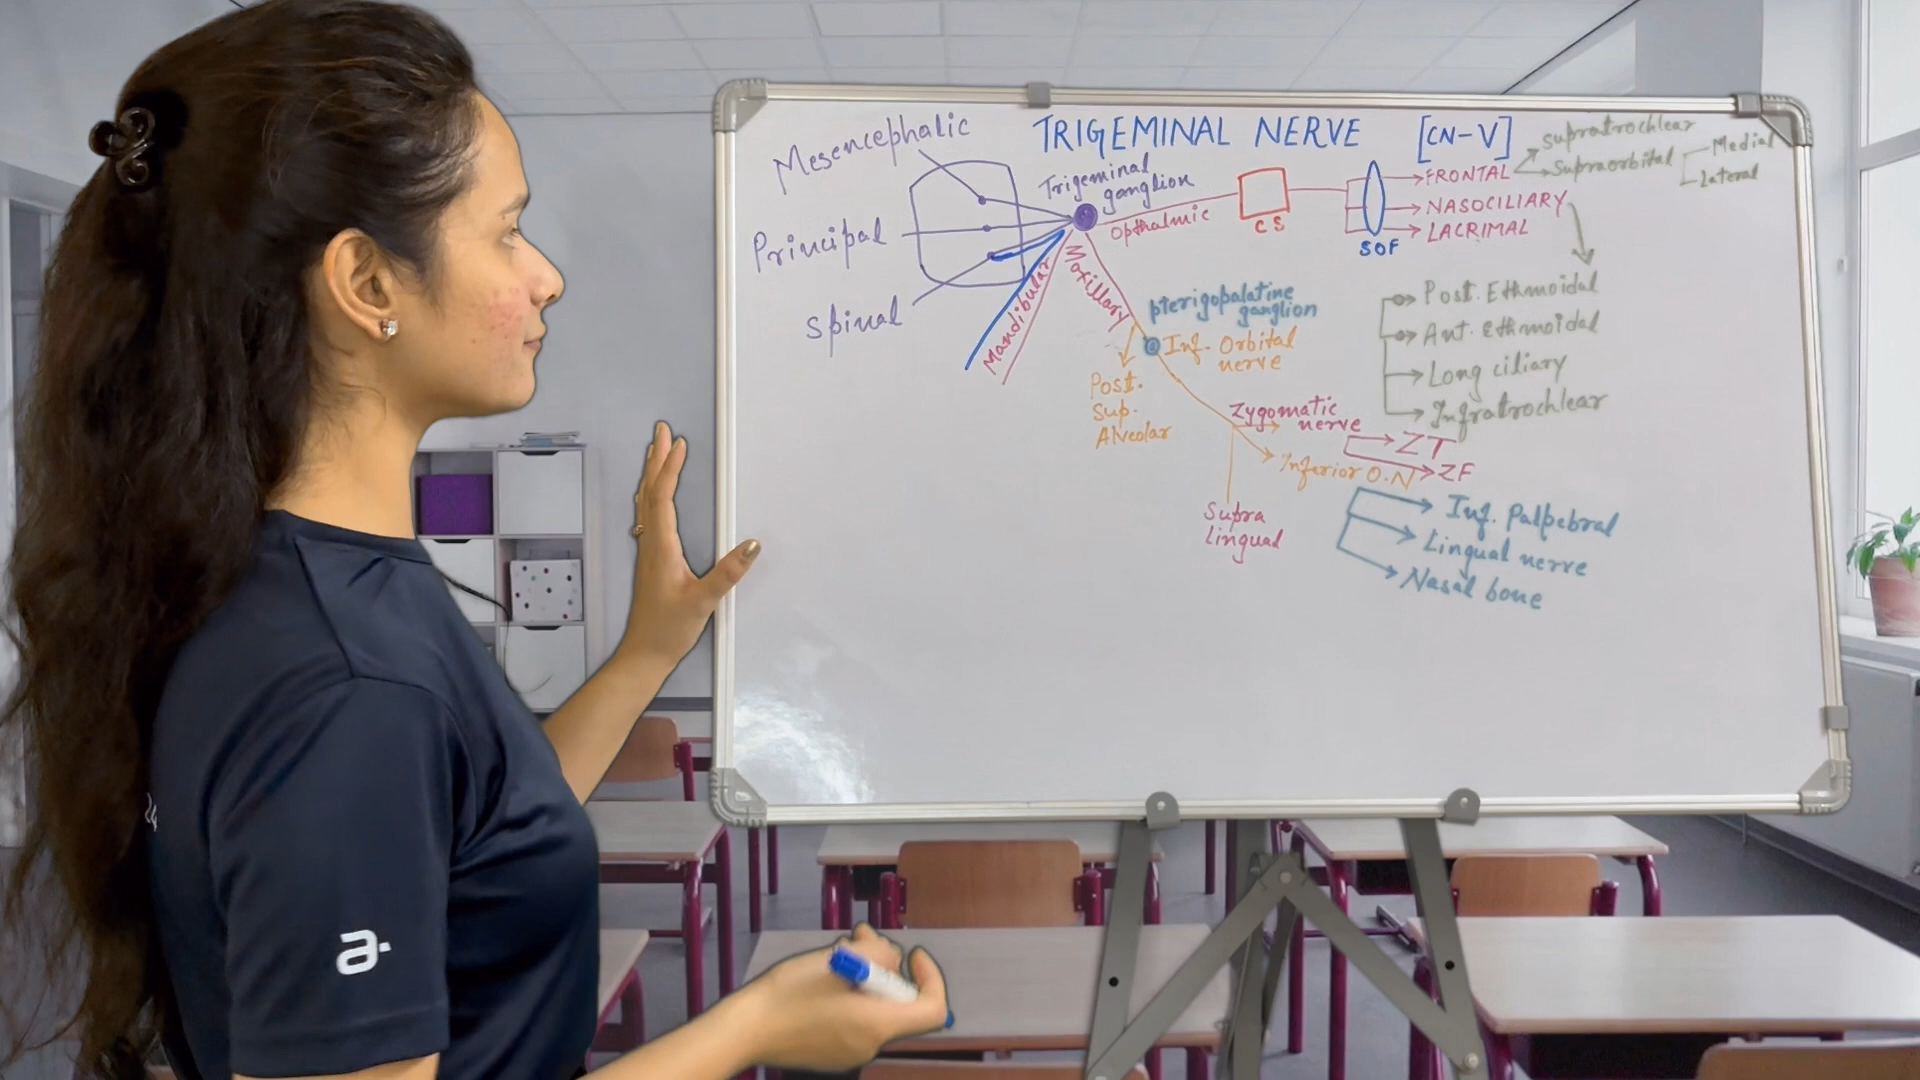 TRIGEMINAL NERVE [CN-V]
Mesencephalic
Principal
Spinal
Trigeminal
ganglion
Opthalmic
CS
SOF
FRONTAL
NASOCILIARY
LACRIMAL
supratrochlear
Supraorbital
Medial
Lateral
Post. Ethmoidal
Ant. Ethmoidal
Long ciliary
Infratrochlear
Mandibular
Maxillary
pterigopalatine
ganglion
Inf. Orbital
nerve
Post.
Sup.
Alveolar
Zygomatic
nerve
ZT
ZF
Inferior O.N
Supra
Lingual
Inf. Palpebral
Lingual nerve
Nasal bone
a.